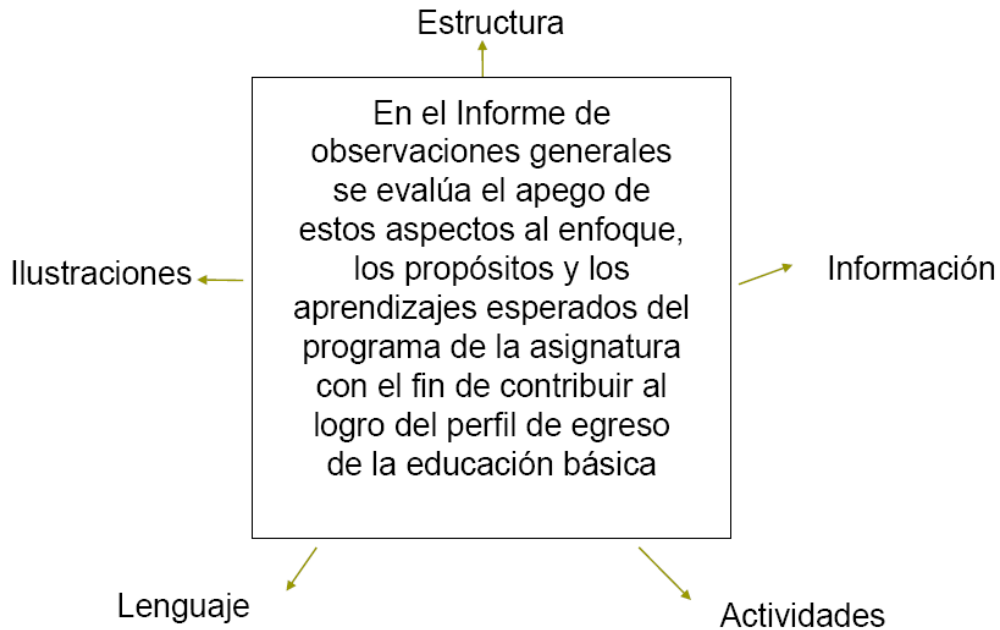 Estructura
En el Informe de
observaciones generales
se evalúa el apego de
estos aspectos al enfoque,
los propósitos y los
aprendizajes esperados del
programa de la asignatura
con el fin de contribuir al
logro del perfil de egreso
de la educación básica
Ilustraciones
Información
Lenguaje
Actividades